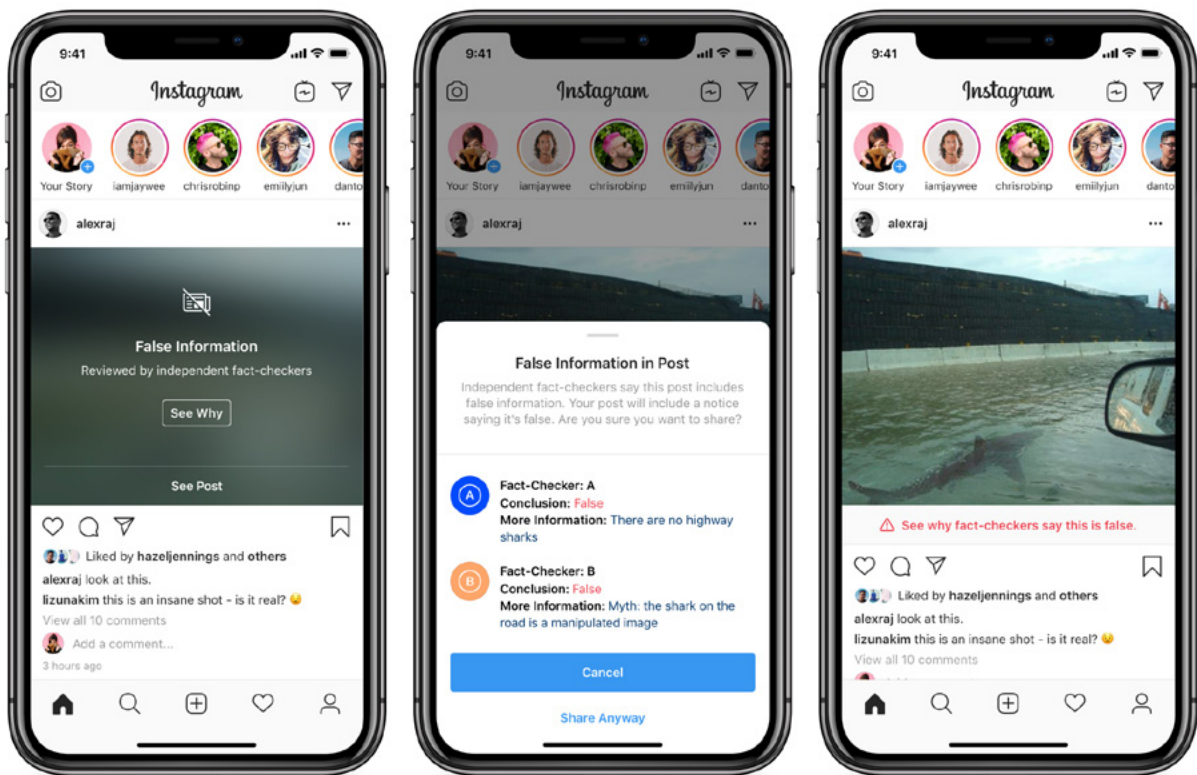 9:41
Instagram
Your Story iamjaywee chrisrobinp emillyjun danto
alexraj
False Information
Reviewed by independent fact-checkers
See Why
See Post
Liked by hazeljennings and others
alexraj look at this.
lizunakim this is an insane shot - is it real? 😉
View all 10 comments
Add a comment...
3 hours ago
9:41
Instagram
Your Story iamjaywee chrisrobinp emillyjun danto
alexraj
False Information in Post
Independent fact-checkers say this post includes
false information. Your post will include a notice
saying it's false. Are you sure you want to share?
A
Fact-Checker: A
Conclusion: False
More Information: There are no highway
sharks
B
Fact-Checker: B
Conclusion: False
More Information: Myth: the shark on the
road is a manipulated image
Cancel
Share Anyway
9:41
Instagram
Your Story iamjaywee chrisrobinp emillyjun danto
alexraj
See why fact-checkers say this is false.
Liked by hazeljennings and others
alexraj look at this.
lizunakim this is an insane shot - is it real? 😉
View all 10 comments